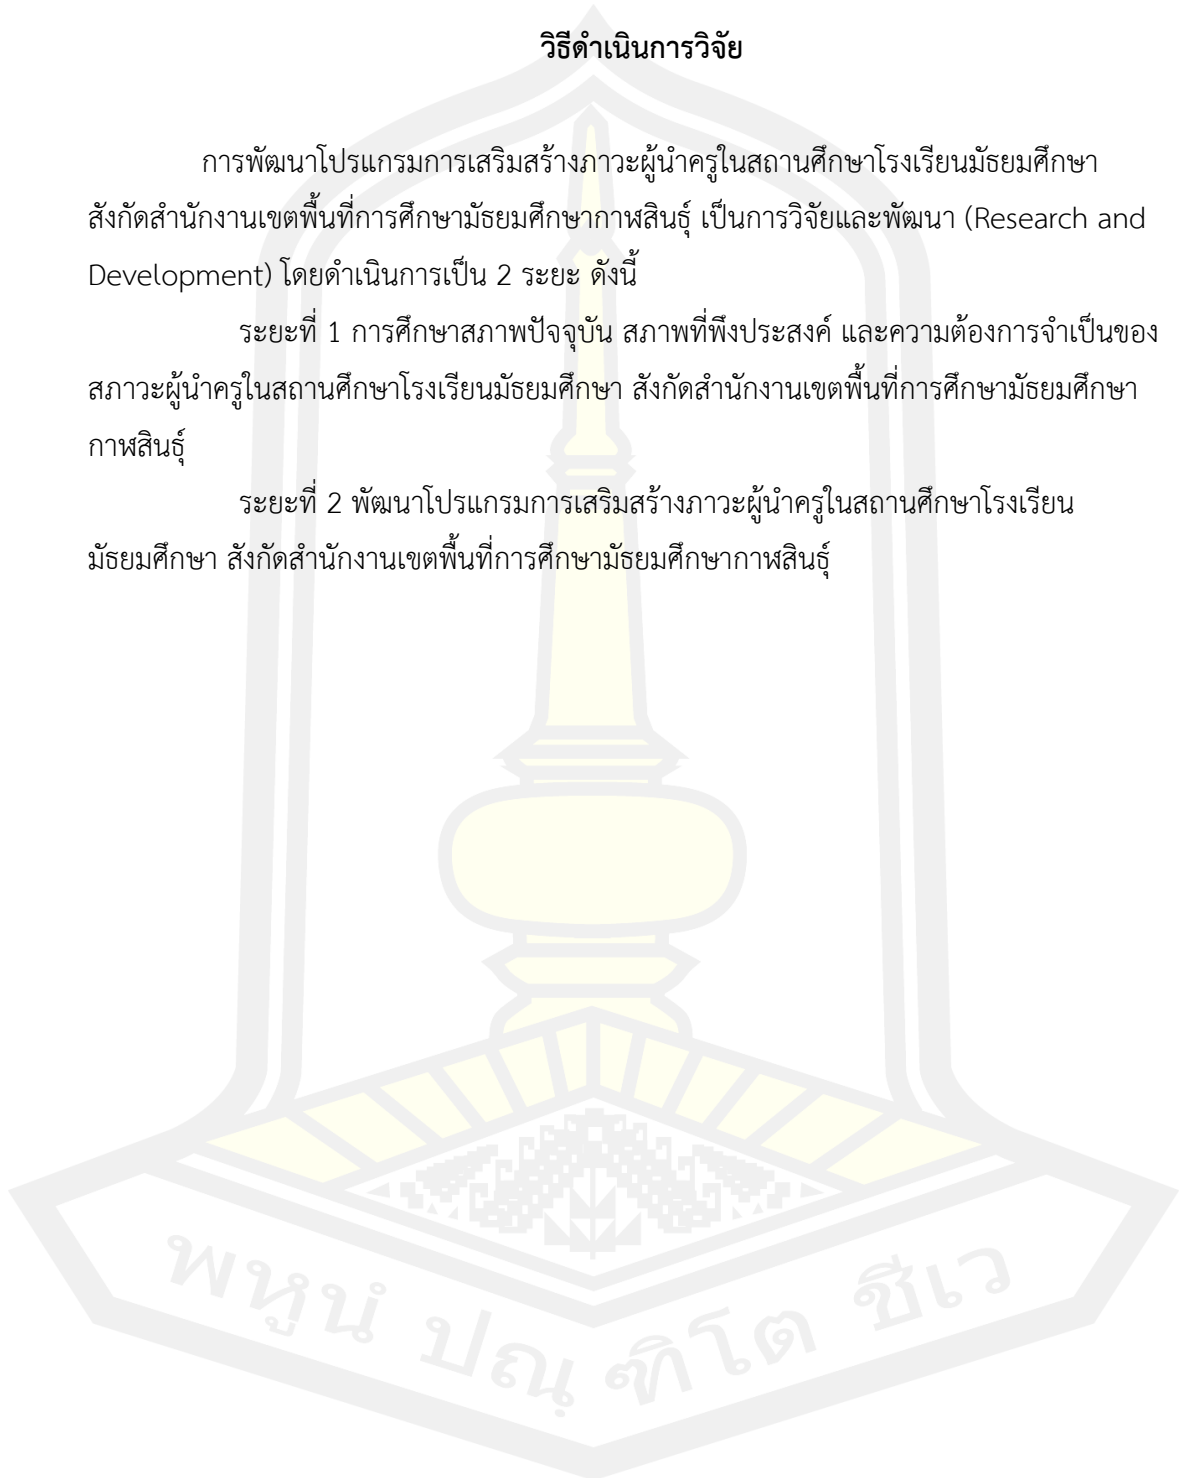 วิธีดำเนินการวิจัย
การพัฒนาโปรแกรมการเสริมสร้างภาวะผู้นำครูในสถานศึกษาโรงเรียนมัธยมศึกษา
สังกัดสำนักงานเขตพื้นที่การศึกษามัธยมศึกษากาฬสินธุ์ เป็นการวิจัยและพัฒนา (Research and
Development) โดยดำเนินการเป็น 2 ระยะ ดังนี้
ระยะที่ 1 การศึกษาสภาพปัจจุบัน สภาพที่พึงประสงค์ และความต้องการจำเป็นของ
สภาวะผู้นำครูในสถานศึกษาโรงเรียนมัธยมศึกษา สังกัดสำนักงานเขตพื้นที่การศึกษามัธยมศึกษา
กาฬสินธุ์
ระยะที่ 2 พัฒนาโปรแกรมการเสริมสร้างภาวะผู้นำครูในสถานศึกษาโรงเรียน
มัธยมศึกษา สังกัดสำนักงานเขตพื้นที่การศึกษามัธยมศึกษากาฬสินธุ์
พหูนํ ปณฺฑิโต ชีเว